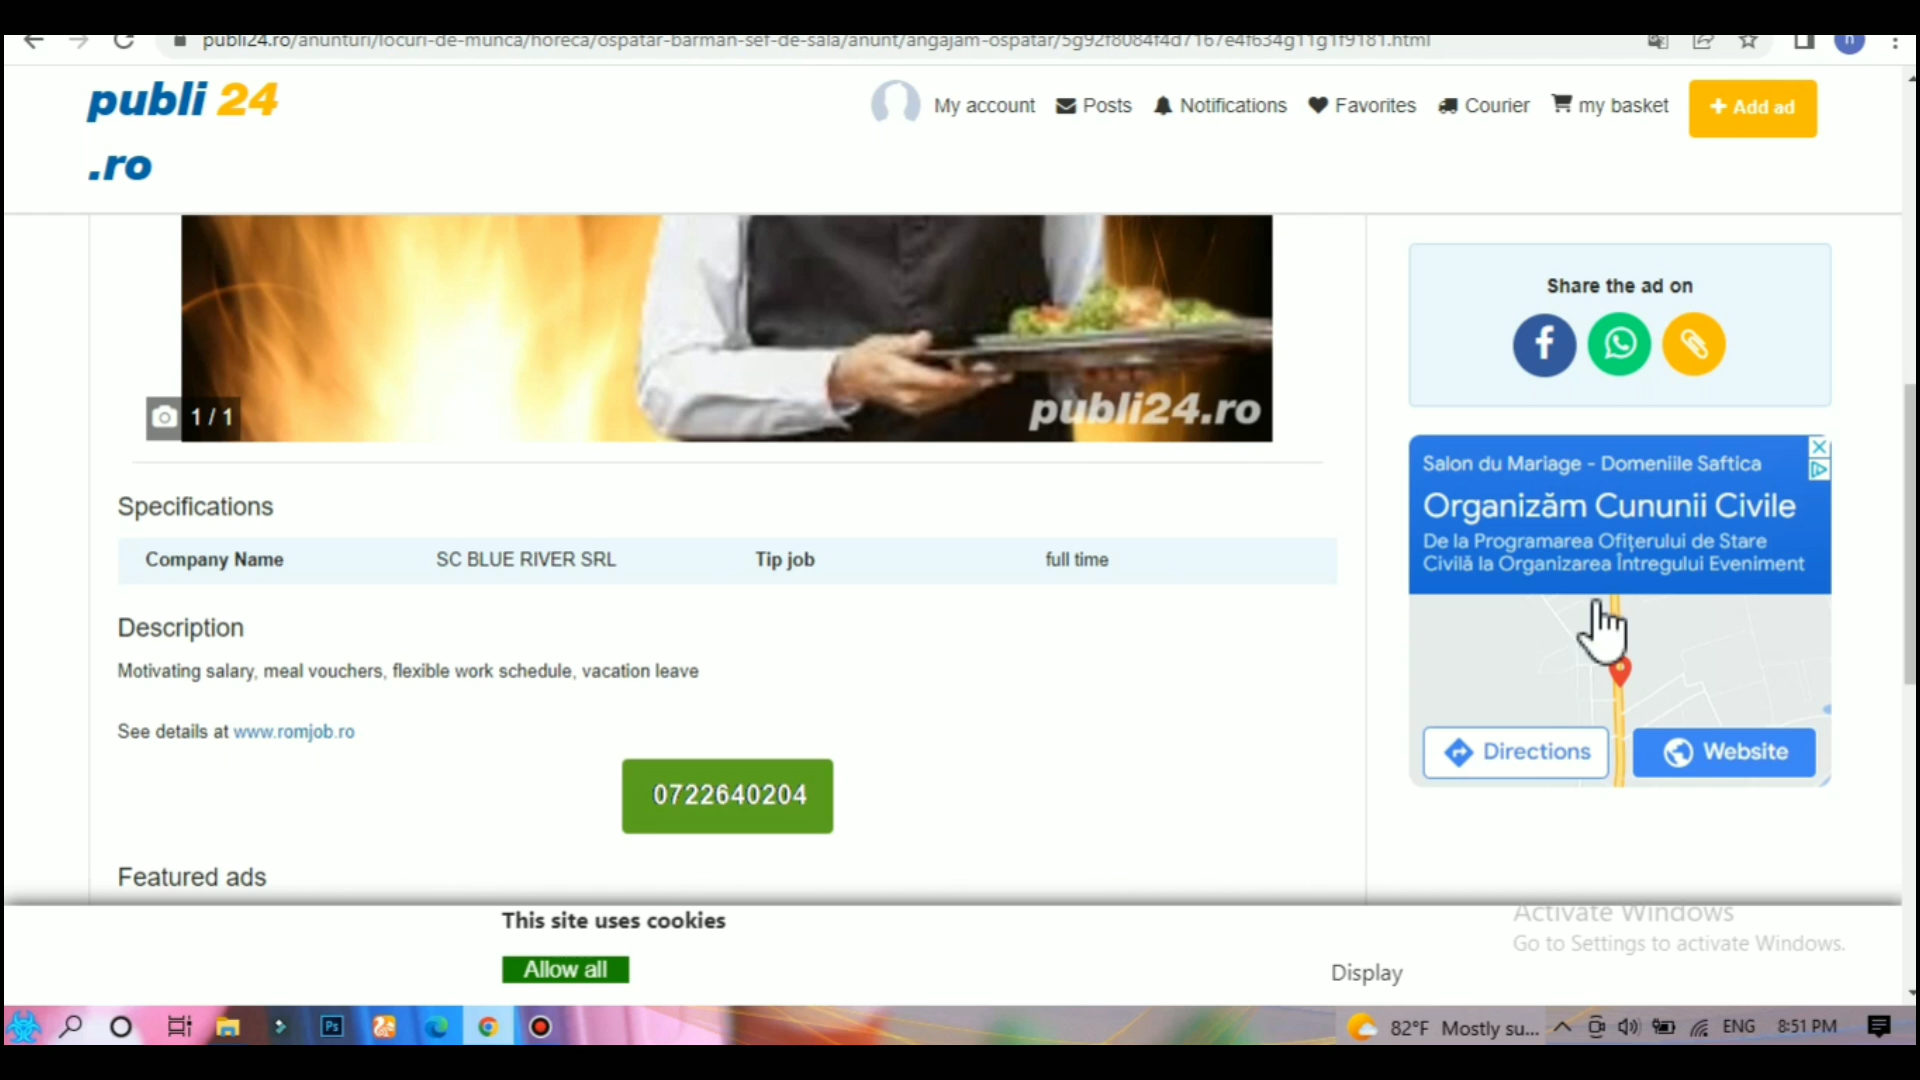 publi24.ro/anunturi/locuri-de-munca/horeca/ospatar-barman-sef-de-sala/anunt/angajam-ospatar/5g92f8084f4d7167e4f634g11g1f9181.html
publi 24
.ro
My account Posts Notifications Favorites Courier my basket + Add ad
1 / 1
publi24.ro
Specifications
Company Name SC BLUE RIVER SRL Tip job full time
Description
Motivating salary, meal vouchers, flexible work schedule, vacation leave
See details at www.romjob.ro
0722640204
Featured ads
Share the ad on
Salon du Mariage - Domeniile Saftica
Organizăm Cununii Civile
De la Programarea Ofițerului de Stare
Civilă la Organizarea Întregului Eveniment
Directions Website
This site uses cookies
Allow all
Display
Activate Windows
Go to Settings to activate Windows.
Ps
82°F Mostly su... ENG 8:51 PM